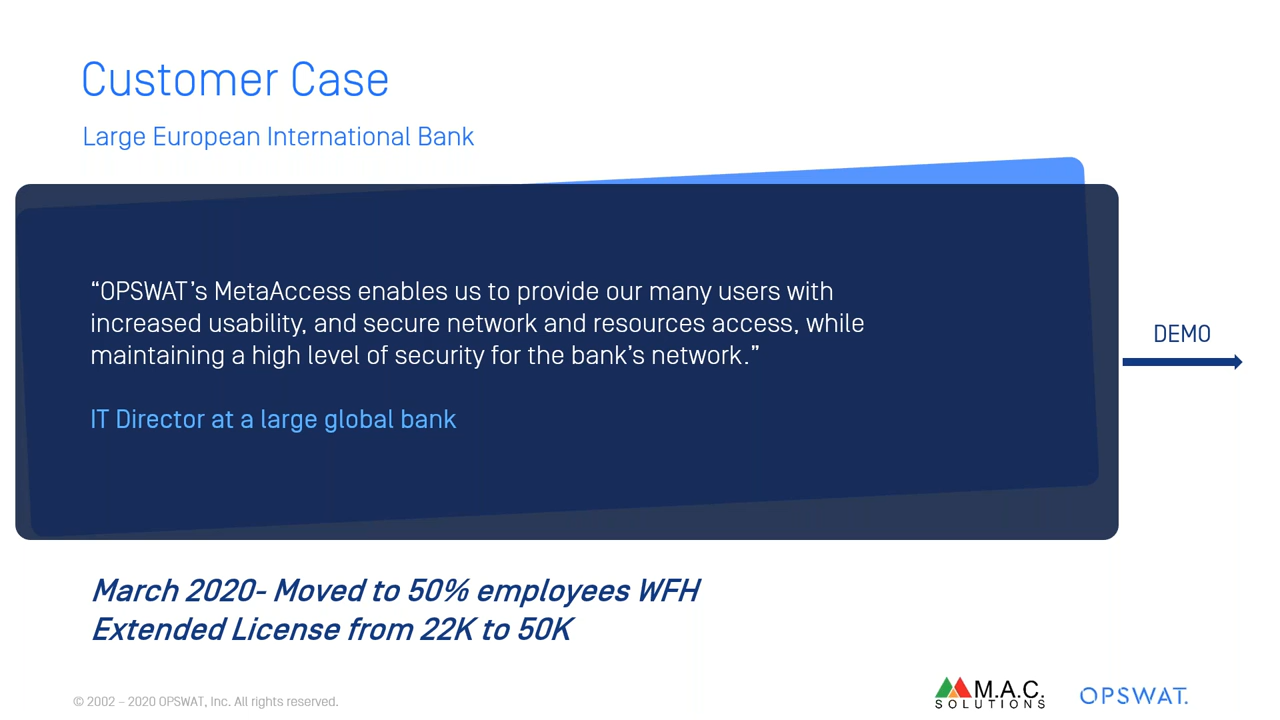 Customer Case
Large European International Bank
“OPSWAT’s MetaAccess enables us to provide our many users with
increased usability, and secure network and resources access, while
maintaining a high level of security for the bank’s network.”
IT Director at a large global bank
DEMO
March 2020- Moved to 50% employees WFH
Extended License from 22K to 50K
© 2002 – 2020 OPSWAT, Inc. All rights reserved.
M.A.C.
SOLUTIONS
OPSWAT.